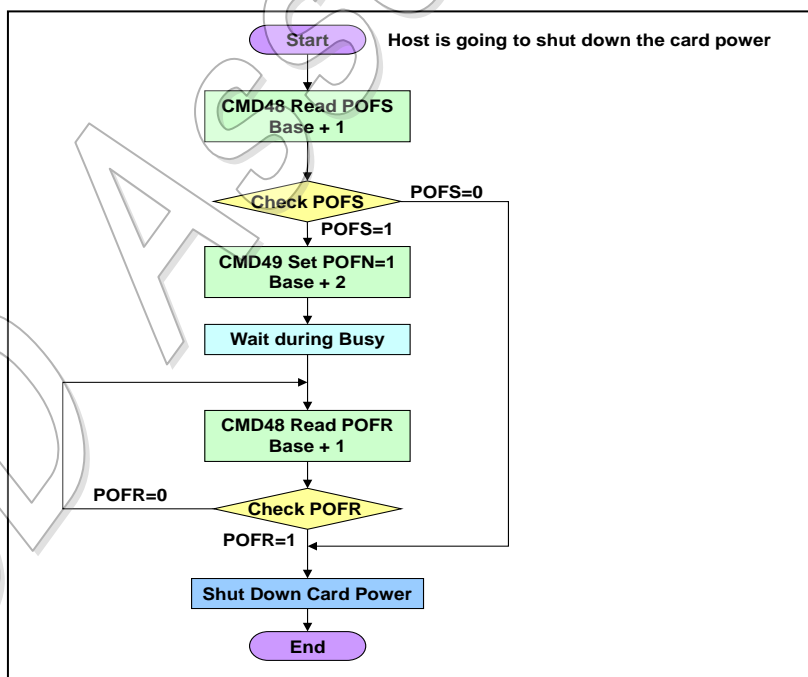 Start
Host is going to shut down the card power
CMD48 Read POFS
Base + 1
Check POFS
POFS=0
POFS=1
CMD49 Set POFN=1
Base + 2
Wait during Busy
CMD48 Read POFR
Base + 1
POFR=0
Check POFR
POFR=1
Shut Down Card Power
End